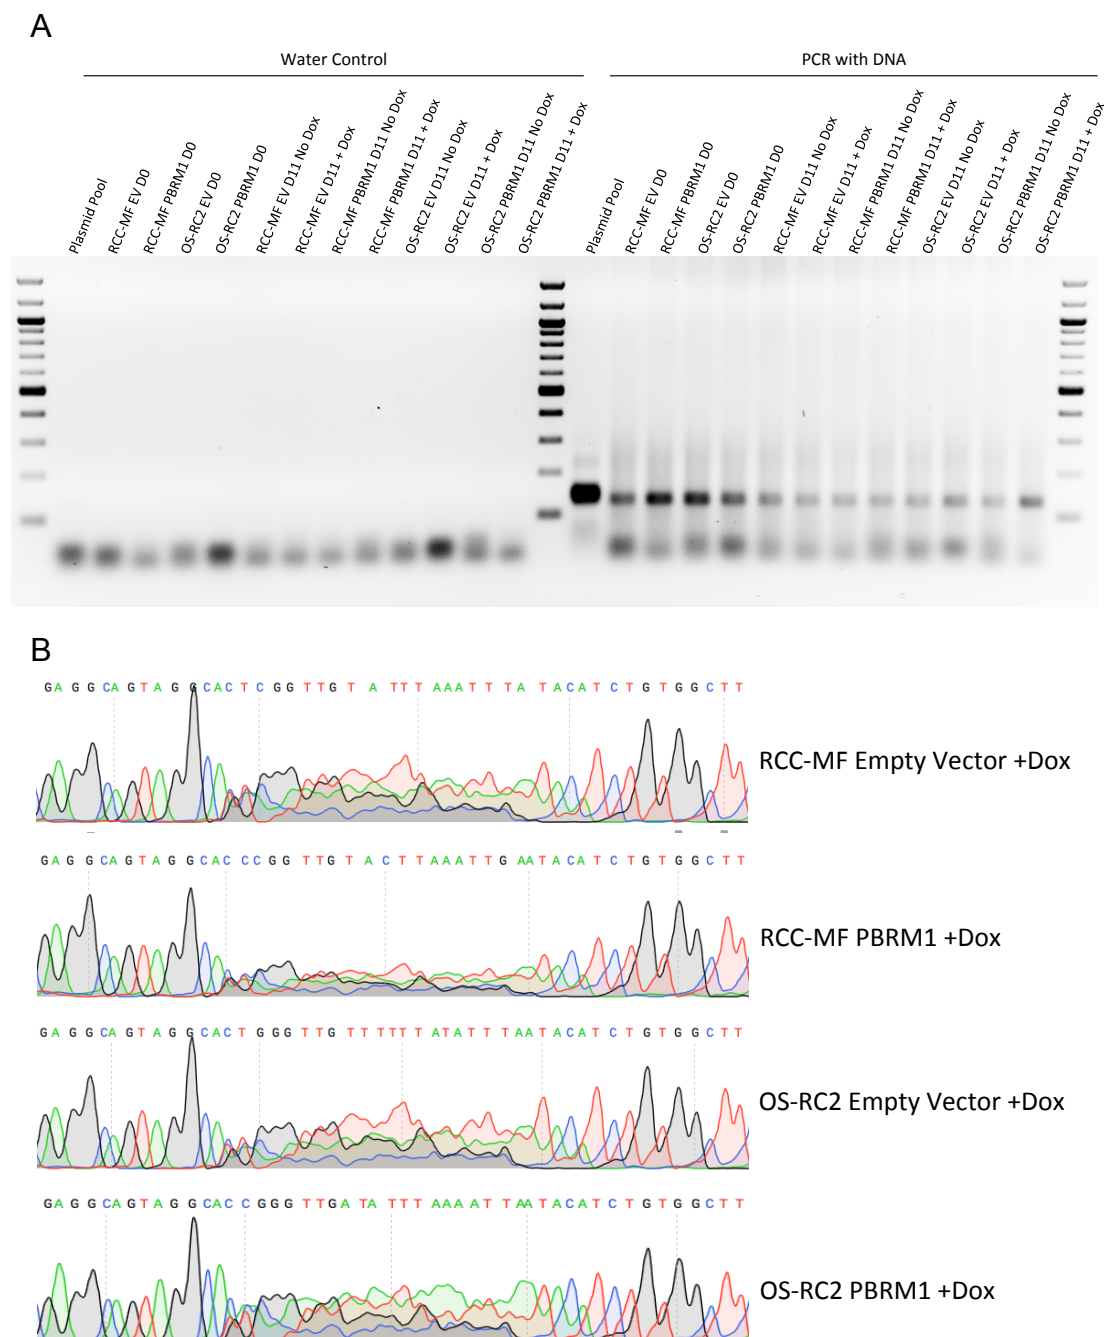 A
Water Control
PCR with DNA
Plasmid Pool
RCC-MF EV D0
RCC-MF PBRM1 D0
OS-RC2 EV D0
OS-RC2 PBRM1 D0
RCC-MF EV D11 No Dox
RCC-MF EV D11 + Dox
RCC-MF PBRM1 D11 No Dox
RCC-MF PBRM1 D11+ Dox
OS-RC2 EV D11 No Dox
OS-RC2 EV D11 + Dox
OS-RC2 PBRM1 D11 No Dox
OS-RC2 PBRM1 D11 + Dox
Plasmid Pool
RCC-MF EV D0
RCC-MF PBRM1 D0
OS-RC2 EV D0
OS-RC2 PBRM1 D0
RCC-MF EV D11 No Dox
RCC-MF EV D11 + Dox
RCC-MF PBRM1 D11 No Dox
RCC-MF PBRM1 D11+ Dox
OS-RC2 EV D11 No Dox
OS-RC2 EV D11 + Dox
OS-RC2 PBRM1 D11 No Dox
OS-RC2 PBRM1 D11 + Dox
B
G A G G C A G T A G G C A C T C G G T T G T A T T T A A A T T T A T A C A T C T G T G G C T T
RCC-MF Empty Vector +Dox
G A G G C A G T A G G C A C C C G G T T G T A C T T A A A T T G A A T A C A T C T G T G G C T T
RCC-MF PBRM1 +Dox
G A G G C A G T A G G C A C T G G G T T G T T T T T T A T A T T T A A T A C A T C T G T G G C T T
OS-RC2 Empty Vector +Dox
G A G G C A G T A G G C A C C G G G T T G A T A T T T A A A A T T A A T A C A T C T G T G G C T T
OS-RC2 PBRM1 +Dox